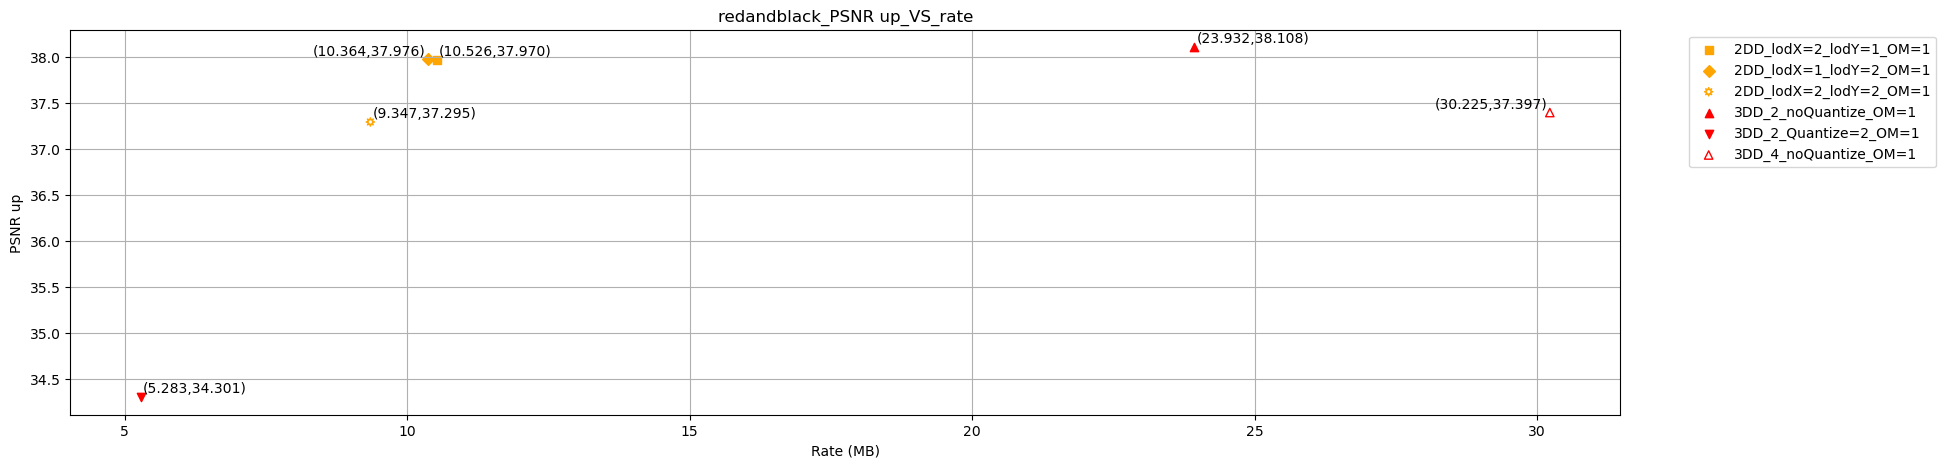 redandblack_PSNR up_VS_rate
38.0
37.5
37.0
36.5
36.0
35.5
35.0
34.5
PSNR up
(10.364,37.976)
(10.526,37.970)
(23.932,38.108)
(9.347,37.295)
(30.225,37.397)
(5.283,34.301)
5
10
15
20
25
30
Rate (MB)
2DD_lodX=2_lodY=1_OM=1
2DD_lodX=1_lodY=2_OM=1
2DD_lodX=2_lodY=2_OM=1
3DD_2_noQuantize_OM=1
3DD_2_Quantize=2_OM=1
3DD_4_noQuantize_OM=1